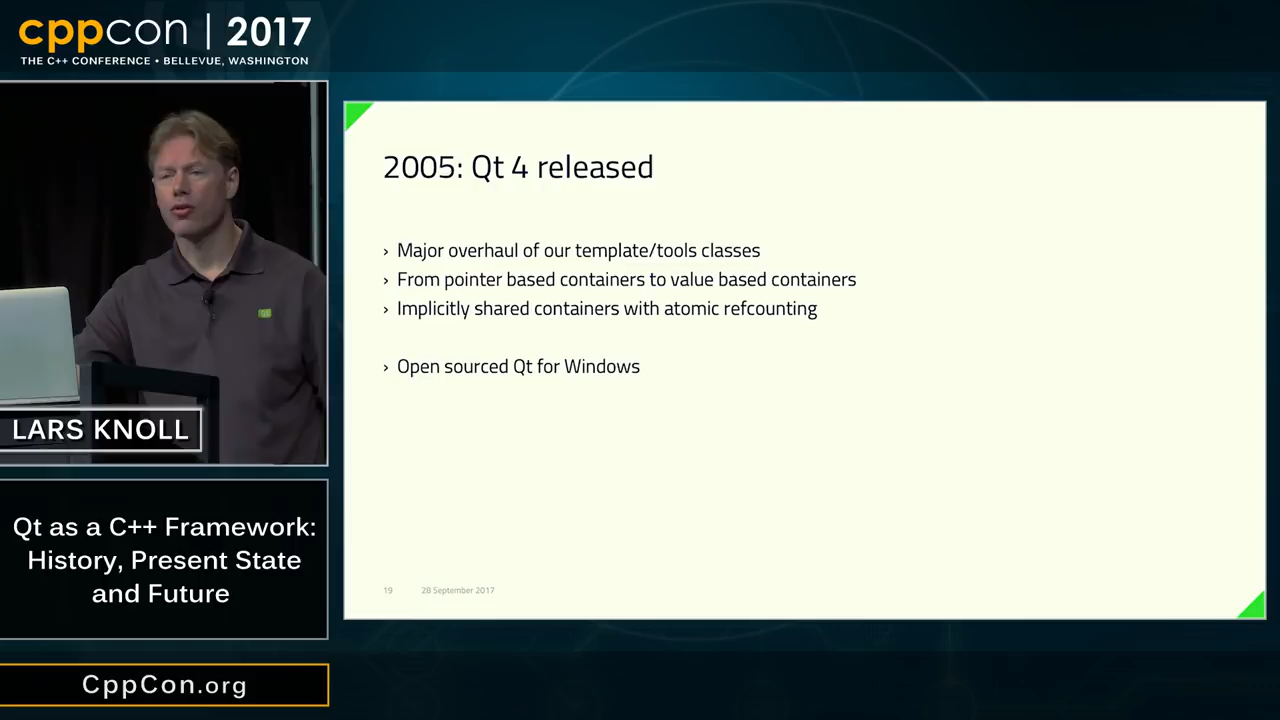 cppcon | 2017
THE C++ CONFERENCE • BELLEVUE, WASHINGTON
LARS KNOLL
Qt as a C++ Framework:
History, Present State
and Future
CppCon.org
2005: Qt 4 released
› Major overhaul of our template/tools classes
› From pointer based containers to value based containers
› Implicitly shared containers with atomic refcounting
› Open sourced Qt for Windows
19 28 September 2017